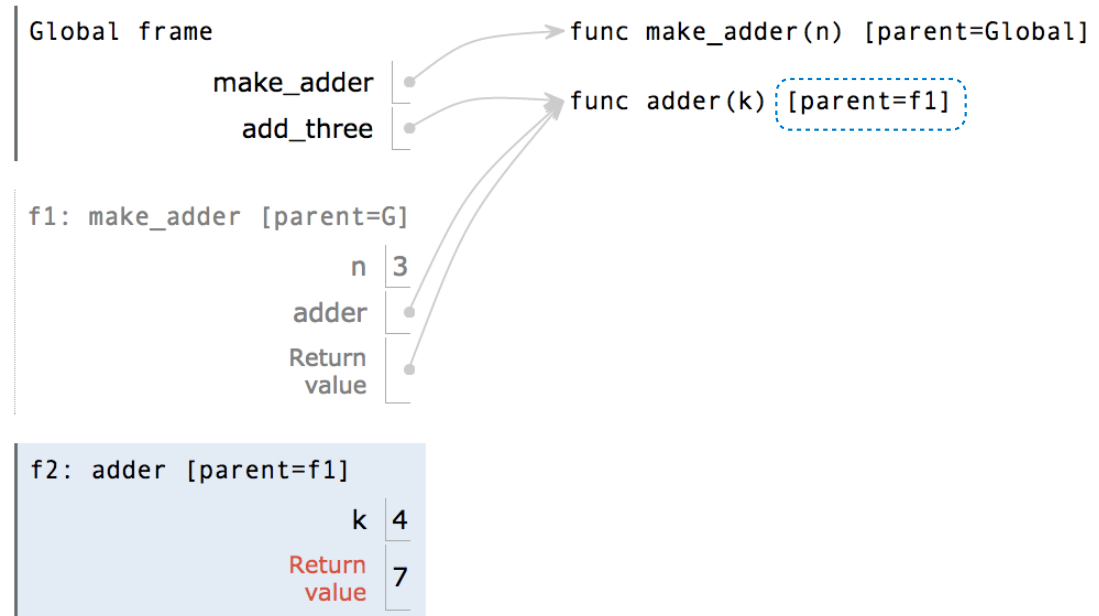 Global frame
make_adder
add_three
func make_adder(n) [parent=Global]
func adder(k) [parent=f1]
f1: make_adder [parent=G]
n 3
adder
Return
value
f2: adder [parent=f1]
k 4
Return
value 7